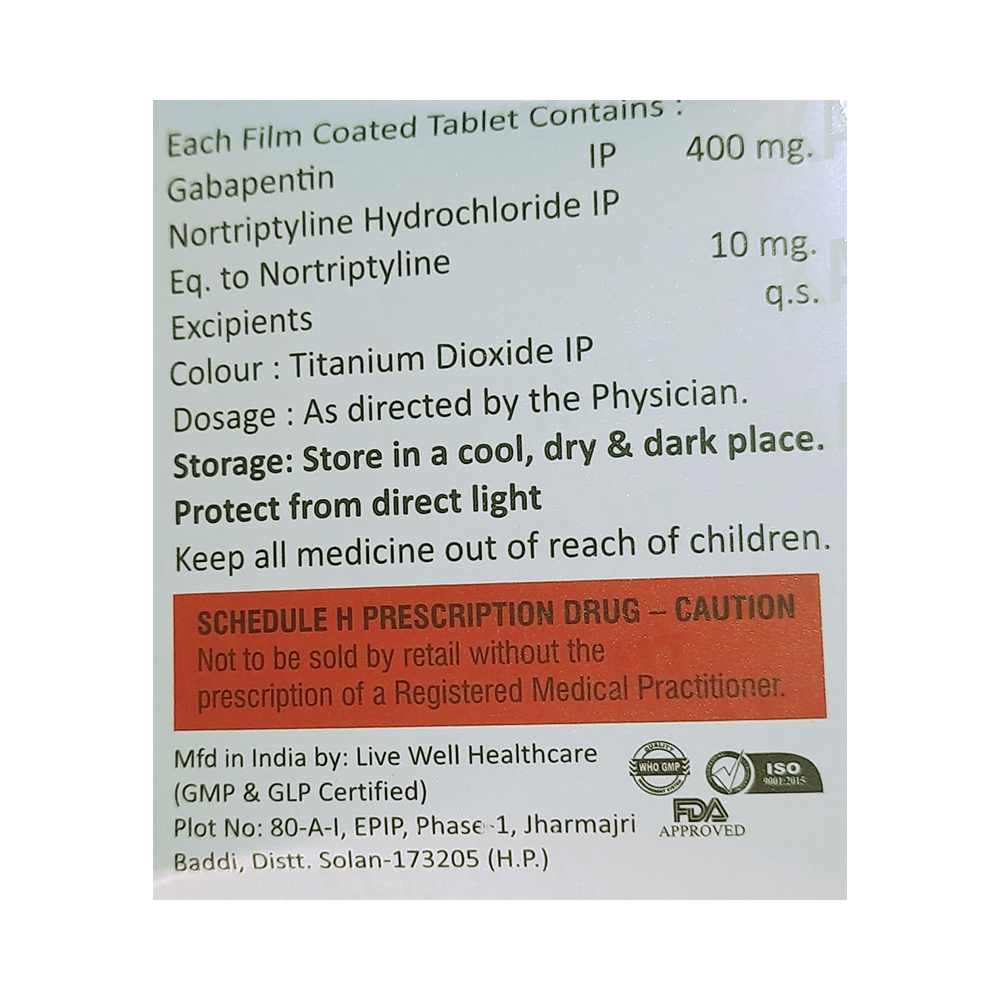 Each Film Coated Tablet Contains :
Gabapentin IP 400 mg.
Nortriptyline Hydrochloride IP
Eq. to Nortriptyline 10 mg.
Excipients q.s.
Colour : Titanium Dioxide IP
Dosage : As directed by the Physician.
Storage: Store in a cool, dry & dark place.
Protect from direct light
Keep all medicine out of reach of children.
SCHEDULE H PRESCRIPTION DRUG – CAUTION
Not to be sold by retail without the
prescription of a Registered Medical Practitioner.
Mfd in India by: Live Well Healthcare
(GMP & GLP Certified)
Plot No: 80-A-I, EPIP, Phase-1, Jharmajri
Baddi, Distt. Solan-173205 (H.P.)
QUALITY
WHO GMP
ISO
9001:2015
FDA
APPROVED